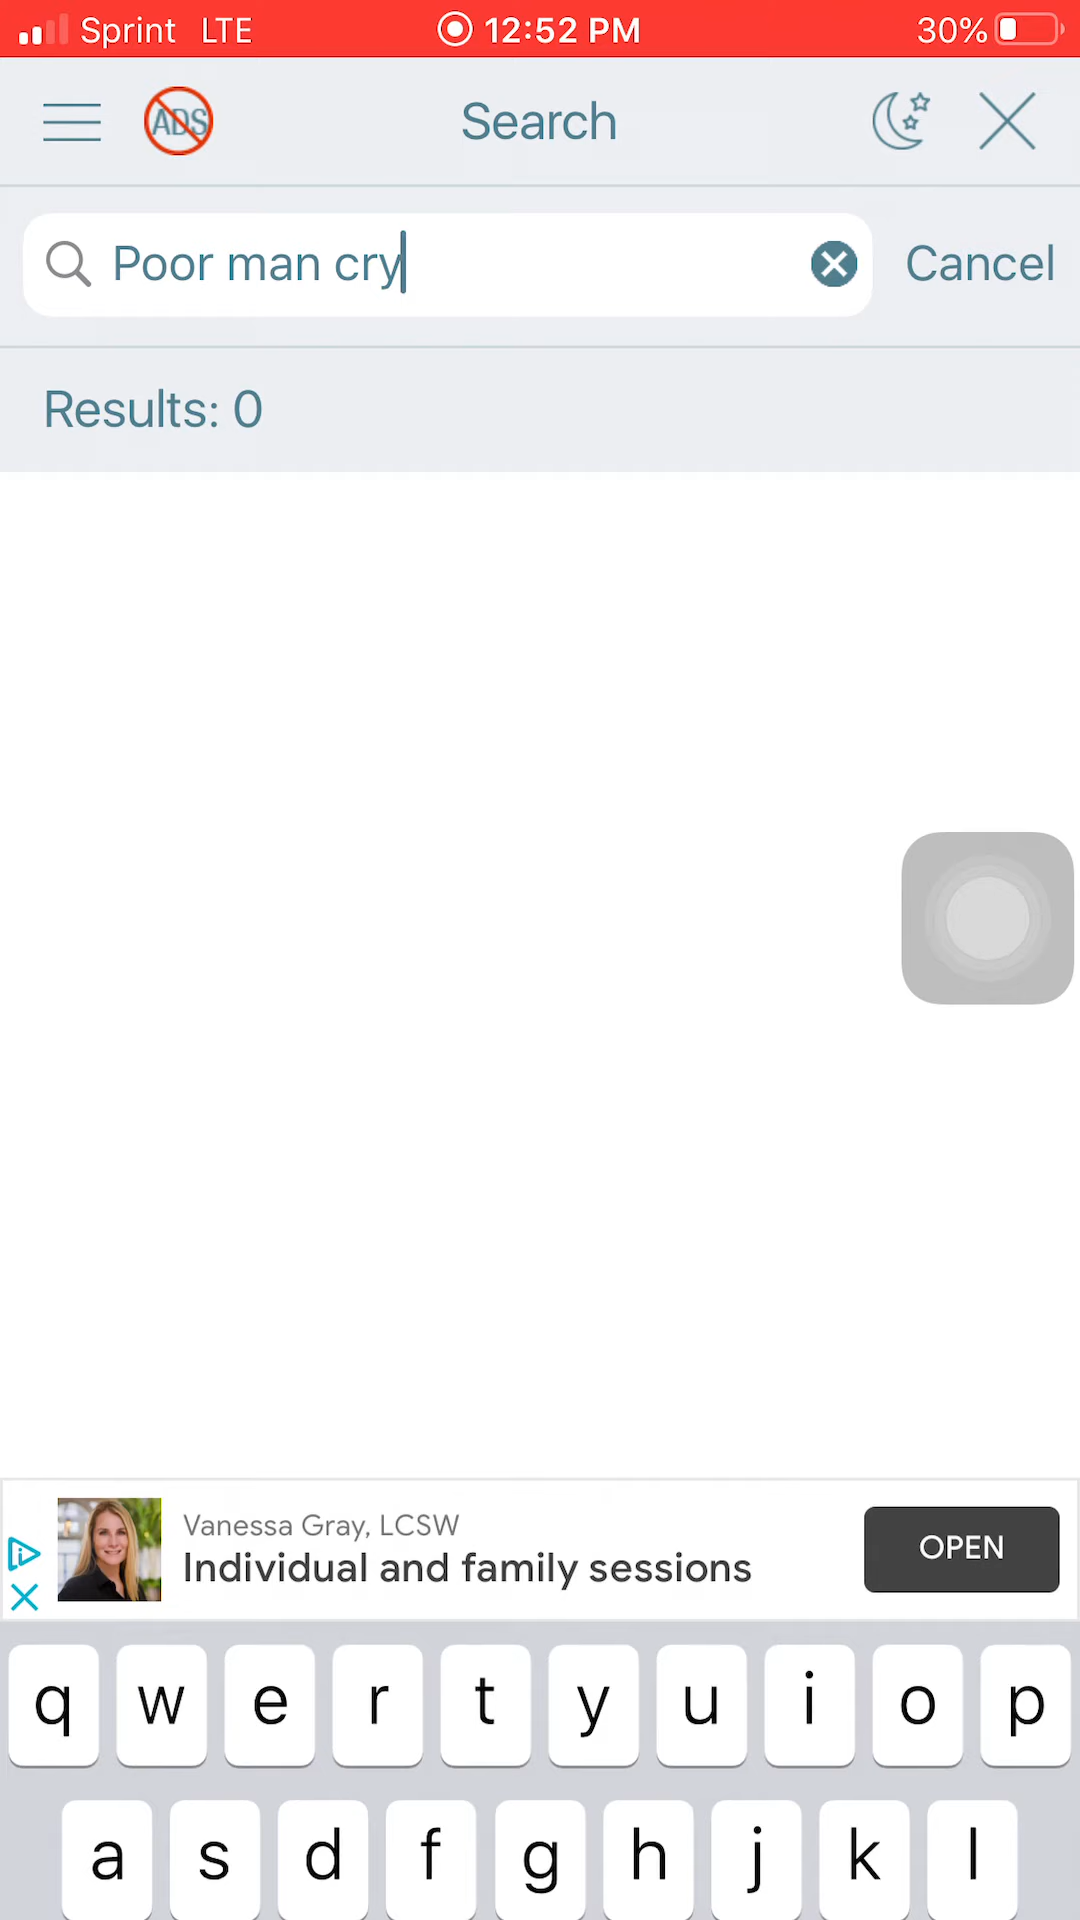 Sprint LTE 12:52 PM 30%
ADS Search
Poor man cry Cancel
Results: 0
Vanessa Gray, LCSW
Individual and family sessions
OPEN
q w e r t y u i o p
a s d f g h j k l